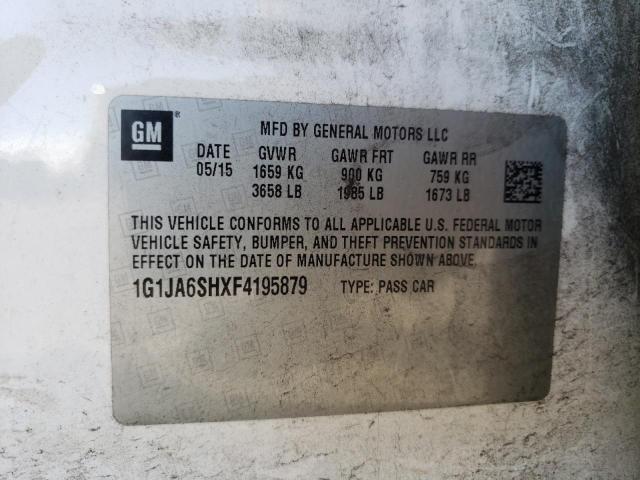 GM ® MFD BY GENERAL MOTORS LLC
DATE GVWR GAWR FRT GAWR RR
05/15 1659 KG 900 KG 759 KG
3658 LB 1985 LB 1673 LB
THIS VEHICLE CONFORMS TO ALL APPLICABLE U.S. FEDERAL MOTOR
VEHICLE SAFETY, BUMPER, AND THEFT PREVENTION STANDARDS IN
EFFECT ON THE DATE OF MANUFACTURE SHOWN ABOVE.
1G1JA6SHXF4195879 TYPE: PASS CAR